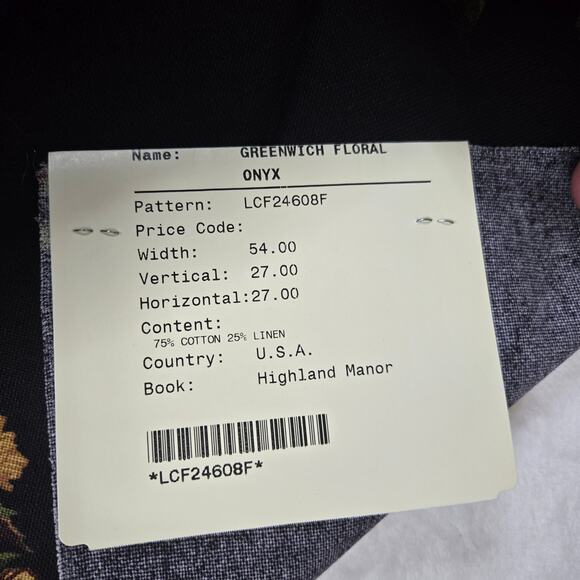 Name: GREENWICH FLORAL
ONYX
Pattern: LCF24608F
Price Code:
Width: 54.00
Vertical: 27.00
Horizontal:27.00
Content:
75% COTTON 25% LINEN
Country: U.S.A.
Book: Highland Manor
*LCF24608F*